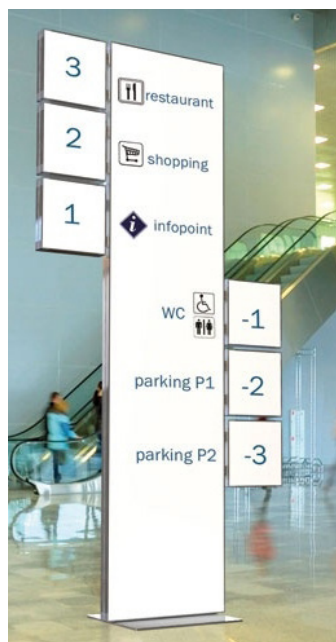 3 restaurant
2 shopping
1 i infopoint
WC -1
parking P1 -2
parking P2 -3